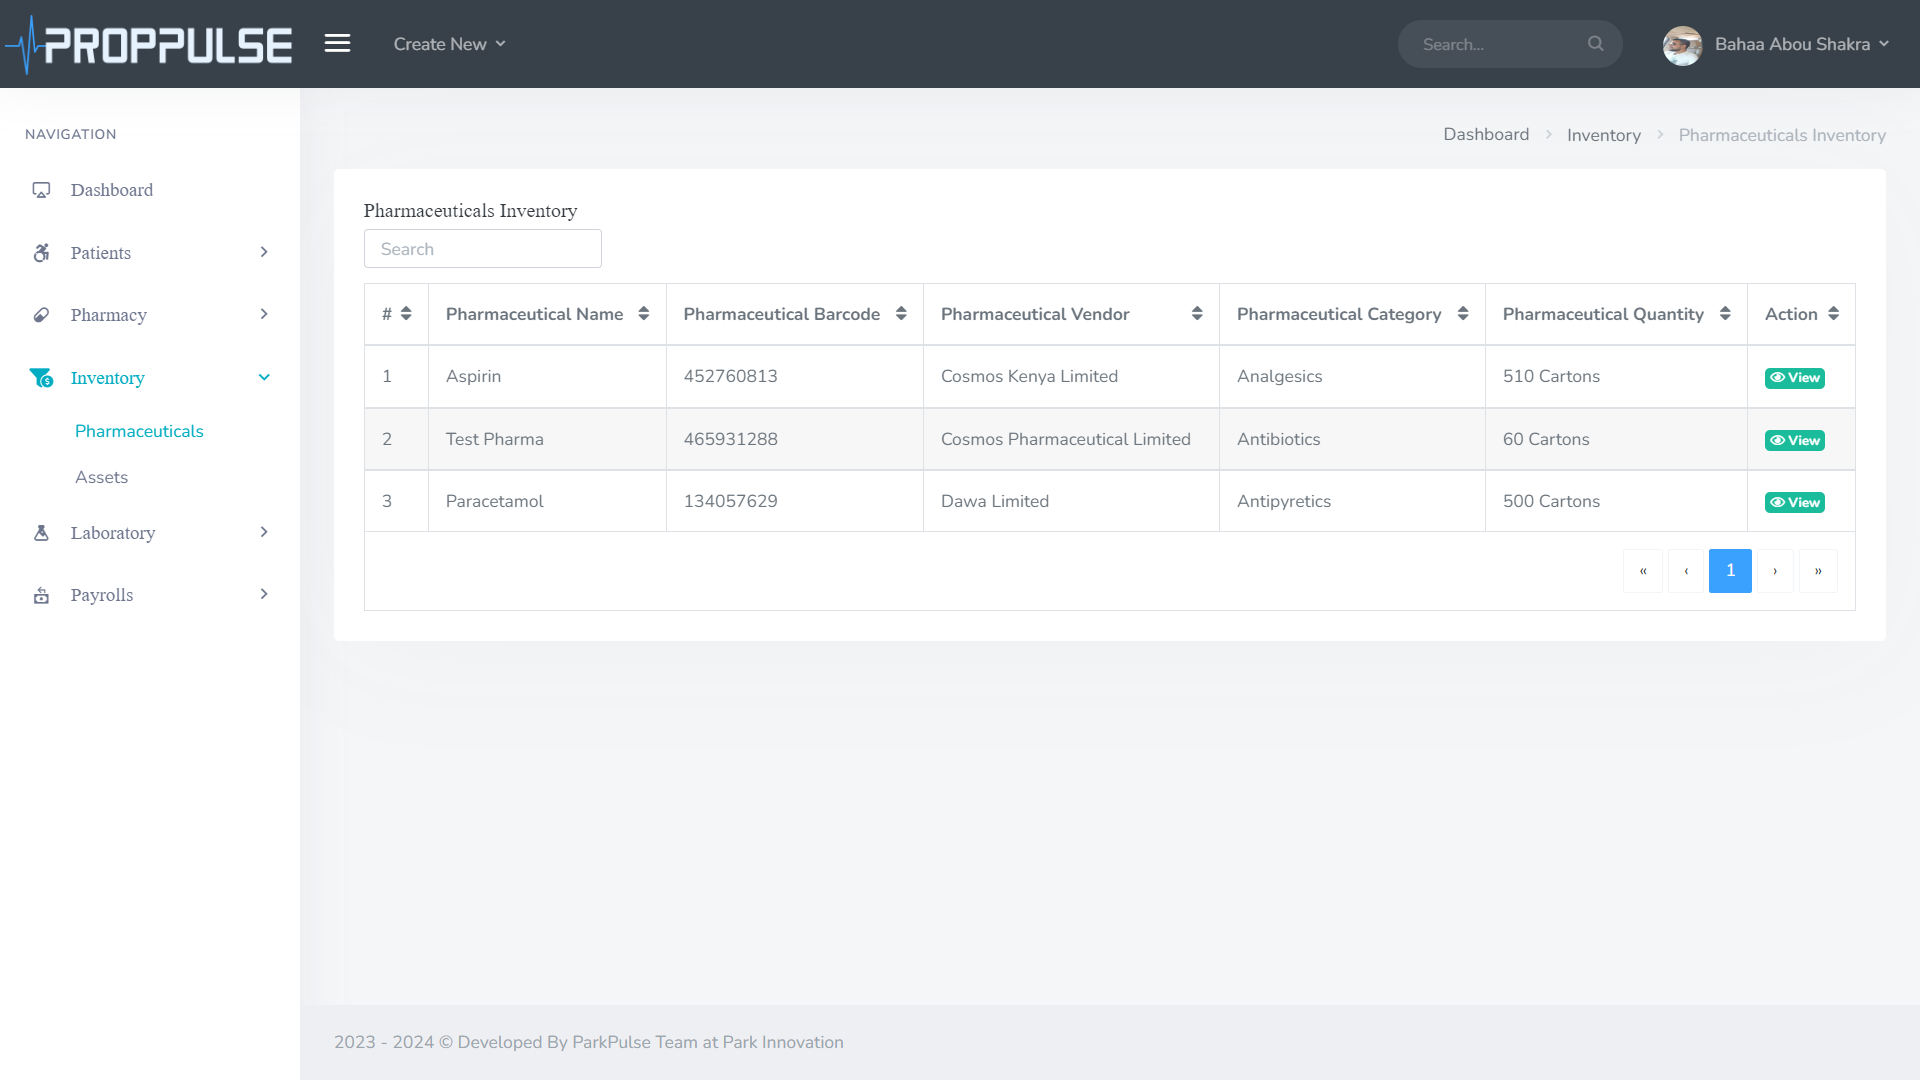 PROPPULSE
Create New
Search...
Bahaa Abou Shakra
NAVIGATION
Dashboard
Patients
Pharmacy
Inventory
Pharmaceuticals
Assets
Laboratory
Payrolls
Dashboard > Inventory > Pharmaceuticals Inventory
Pharmaceuticals Inventory
Search
# Pharmaceutical Name Pharmaceutical Barcode Pharmaceutical Vendor Pharmaceutical Category Pharmaceutical Quantity Action
1 Aspirin 452760813 Cosmos Kenya Limited Analgesics 510 Cartons View
2 Test Pharma 465931288 Cosmos Pharmaceutical Limited Antibiotics 60 Cartons View
3 Paracetamol 134057629 Dawa Limited Antipyretics 500 Cartons View
« ‹ 1 › »
2023 - 2024 © Developed By ParkPulse Team at Park Innovation